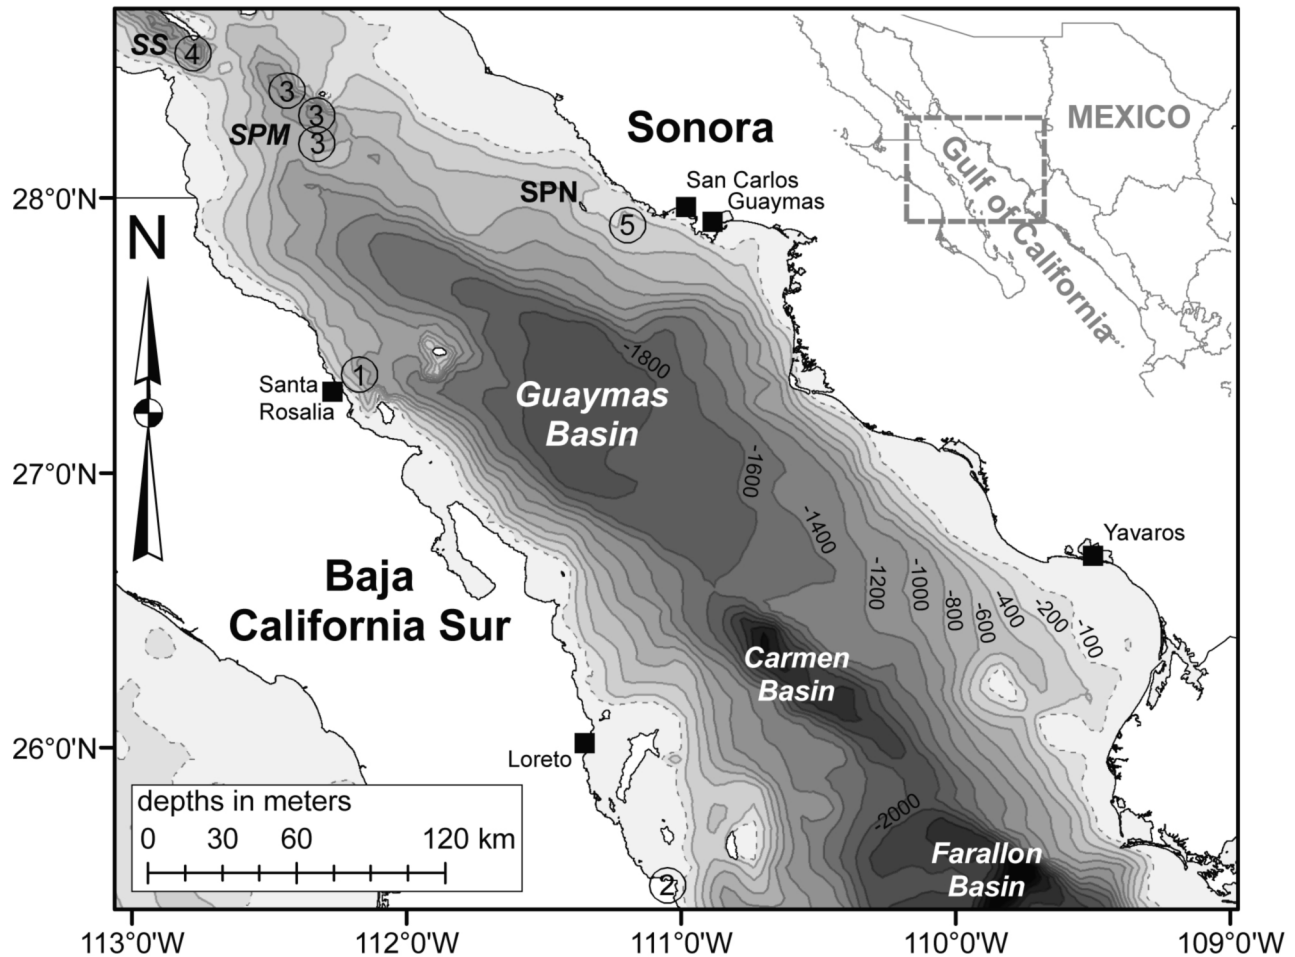 SS
4
3
3
SPM
3
Sonora
MEXICO
Gulf of California
SPN
San Carlos
Guaymas
5
28°0'N
N
-1800
1
Santa
Rosalia
Guaymas
Basin
27°0'N
-1600
-1400
-1200
-1000
-800
-600
-400
-200
-100
Yavaros
Baja
California Sur
Carmen
Basin
26°0'N
Loreto
depths in meters
0 30 60 120 km
-2000
Farallon
Basin
2
113°0'W 112°0'W 111°0'W 110°0'W 109°0'W